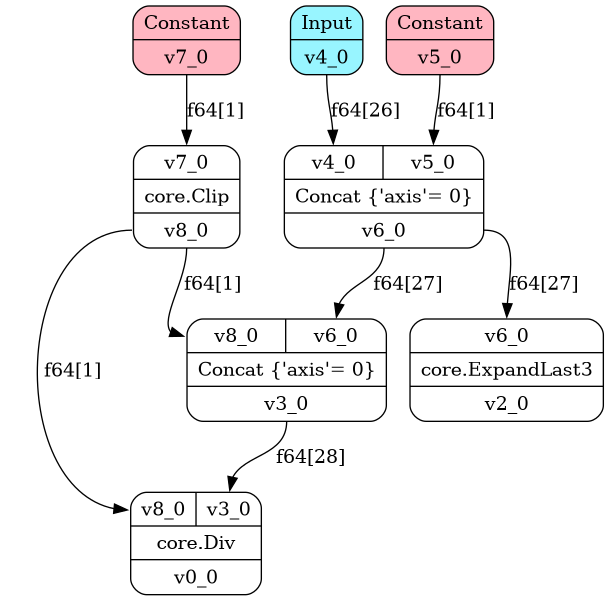 Constant
v7_0
Input
v4_0
Constant
v5_0
f64[1]
f64[26]
f64[1]
v7_0
core.Clip
v8_0
v4_0 v5_0
Concat {'axis'= 0}
v6_0
f64[1]
f64[27]
f64[27]
v8_0 v6_0
Concat {'axis'= 0}
v3_0
v6_0
core.ExpandLast3
v2_0
f64[1]
f64[28]
v8_0 v3_0
core.Div
v0_0